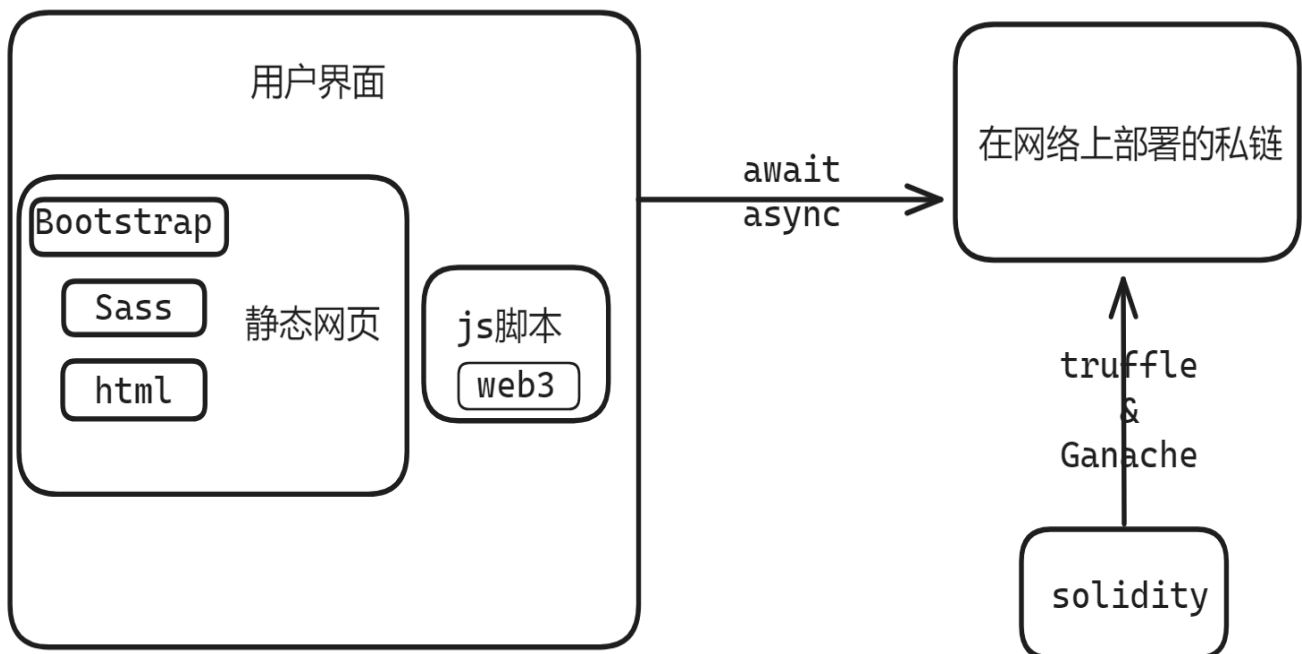 用户界面
Bootstrap
Sass
html
静态网页
js脚本
web3
await
async
在网络上部署的私链
truffle
&
Ganache
solidity